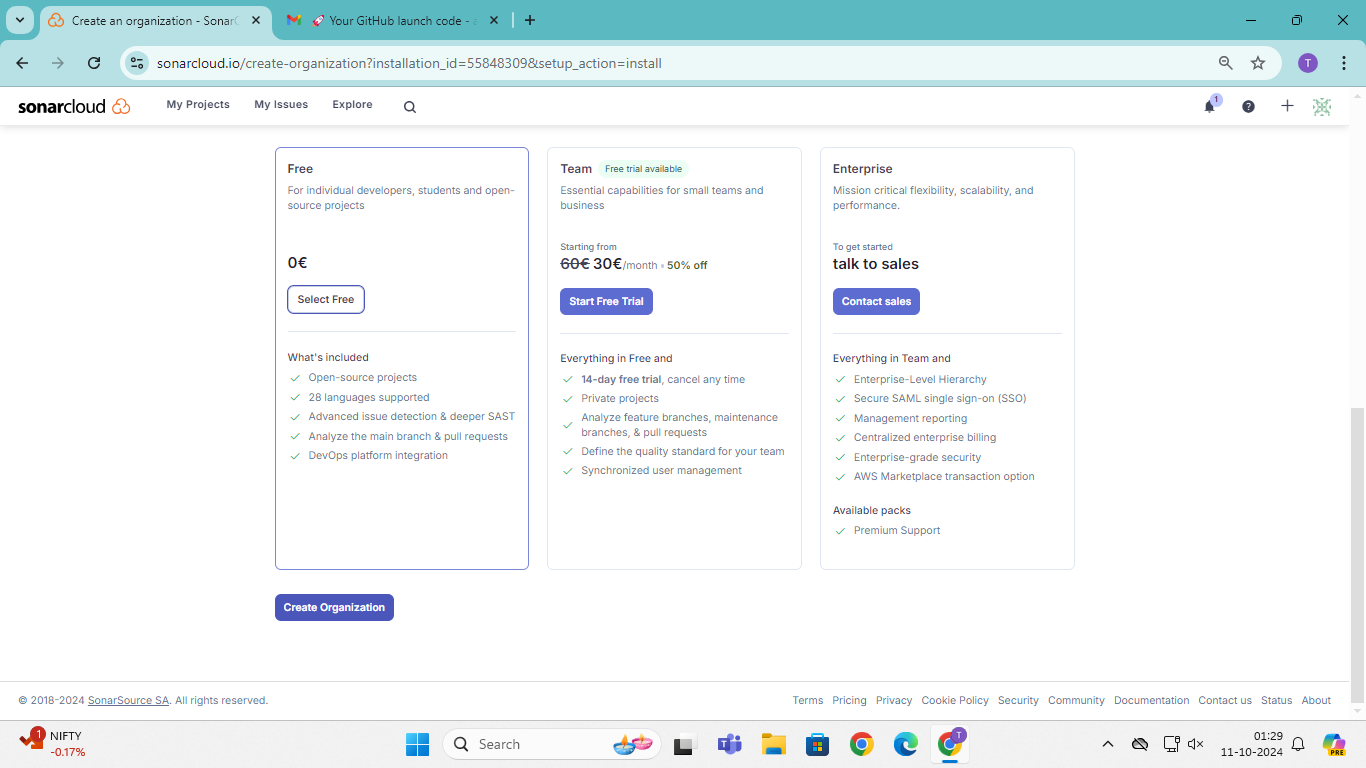 Create an organization - SonarC
🚀 Your GitHub launch code -
sonarcloud.io/create-organization?installation_id=55848309&setup_action=install
T
sonarcloud
My Projects
My Issues
Explore
1
Free
For individual developers, students and open-
source projects
0€
Select Free
What's included
Open-source projects
28 languages supported
Advanced issue detection & deeper SAST
Analyze the main branch & pull requests
DevOps platform integration
Team
Free trial available
Essential capabilities for small teams and
business
Starting from
60€ 30€/month • 50% off
Start Free Trial
Everything in Free and
14-day free trial, cancel any time
Private projects
Analyze feature branches, maintenance
branches, & pull requests
Define the quality standard for your team
Synchronized user management
Enterprise
Mission critical flexibility, scalability, and
performance.
To get started
talk to sales
Contact sales
Everything in Team and
Enterprise-Level Hierarchy
Secure SAML single sign-on (SSO)
Management reporting
Centralized enterprise billing
Enterprise-grade security
AWS Marketplace transaction option
Available packs
Premium Support
Create Organization
© 2018-2024 SonarSource SA. All rights reserved.
Terms Pricing Privacy Cookie Policy Security Community Documentation Contact us Status About
1
NIFTY
-0.17%
Search
T
01:29
11-10-2024
PRE